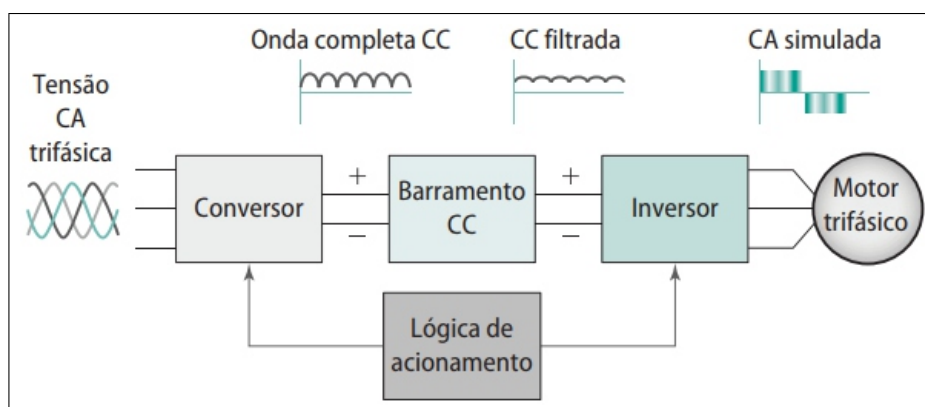 Onda completa CC
CC filtrada
CA simulada
Tensão
CA
trifásica
+
+
Conversor
Barramento
CC
Inversor
Motor
trifásico
−
−
Lógica de
acionamento